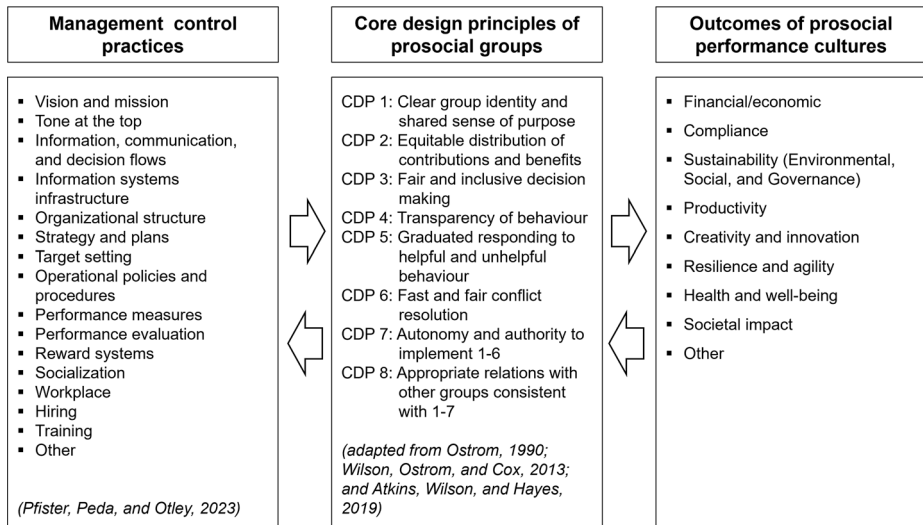 Management control
practices
▪ Vision and mission
▪ Tone at the top
▪ Information, communication,
and decision flows
▪ Information systems
infrastructure
▪ Organizational structure
▪ Strategy and plans
▪ Target setting
▪ Operational policies and
procedures
▪ Performance measures
▪ Performance evaluation
▪ Reward systems
▪ Socialization
▪ Workplace
▪ Hiring
▪ Training
▪ Other
(Pfister, Peda, and Otley, 2023)
Core design principles of
prosocial groups
CDP 1: Clear group identity and
shared sense of purpose
CDP 2: Equitable distribution of
contributions and benefits
CDP 3: Fair and inclusive decision
making
CDP 4: Transparency of behaviour
CDP 5: Graduated responding to
helpful and unhelpful
behaviour
CDP 6: Fast and fair conflict
resolution
CDP 7: Autonomy and authority to
implement 1-6
CDP 8: Appropriate relations with
other groups consistent
with 1-7
(adapted from Ostrom, 1990;
Wilson, Ostrom, and Cox, 2013;
and Atkins, Wilson, and Hayes,
2019)
Outcomes of prosocial
performance cultures
▪ Financial/economic
▪ Compliance
▪ Sustainability (Environmental,
Social, and Governance)
▪ Productivity
▪ Creativity and innovation
▪ Resilience and agility
▪ Health and well-being
▪ Societal impact
▪ Other